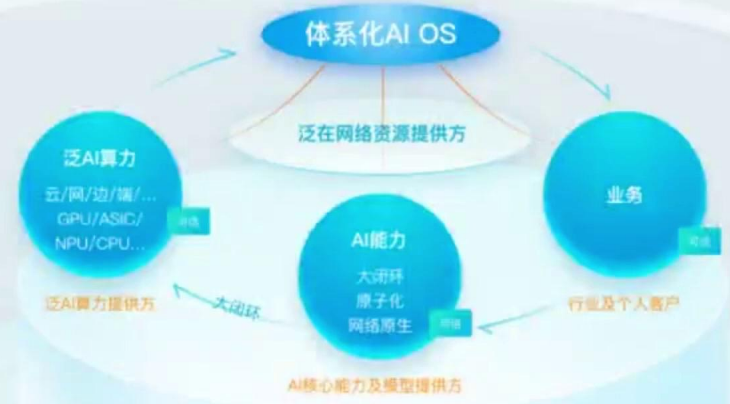 体系化AI OS
泛在网络资源提供方
泛AI算力
云/网/边/端/...
GPU/ASIC/
NPU/CPU...
泛AI算力提供方
大闭环
AI能力
大闭环
原子化
网络原生
AI核心能力及模型提供方
业务
行业及个人客户